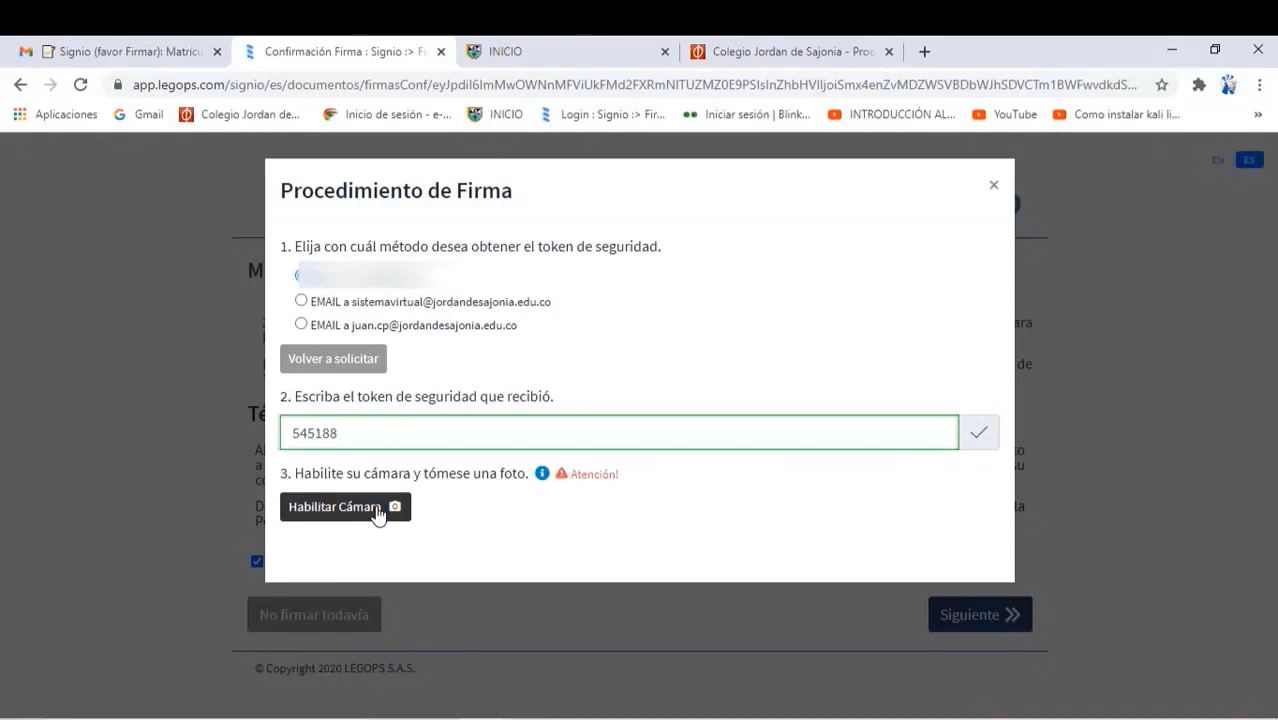 Signio (favor Firmar): Matrícu
Confirmación Firma : Signio :> Fi
INICIO
Colegio Jordan de Sajonia - Proc
app.legops.com/signio/es/documentos/firmasConf/
Aplicaciones
Gmail
Colegio Jordan de...
Inicio de sesión - e-...
INICIO
Login : Signio :> Fir...
Iniciar sesión | Blink...
INTRODUCCIÓN AL...
YouTube
Como instalar kali li...
EN
ES
Procedimiento de Firma
1. Elija con cuál método desea obtener el token de seguridad.
EMAIL a sistemavirtual@jordandesajonia.edu.co
EMAIL a juan.cp@jordandesajonia.edu.co
Volver a solicitar
2. Escriba el token de seguridad que recibió.
545188
3. Habilite su cámara y tómese una foto.
Atención!
Habilitar Cámara
No firmar todavía
Siguiente
© Copyright 2020 LEGOPS S.A.S.